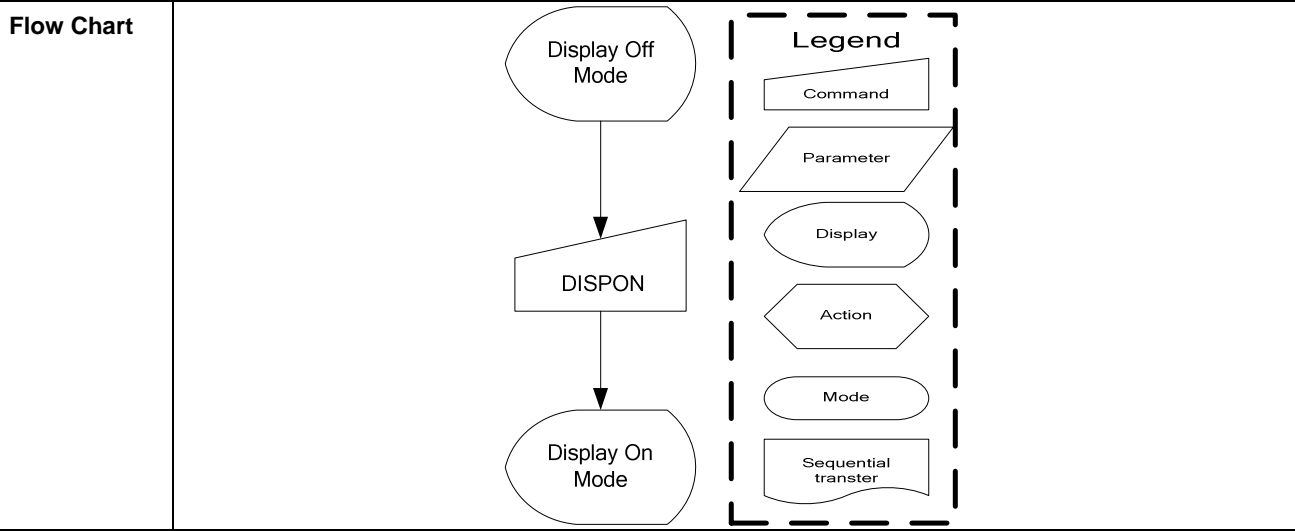 Flow Chart
Display Off
Mode
DISPON
Display On
Mode
Legend
Command
Parameter
Display
Action
Mode
Sequential
transter